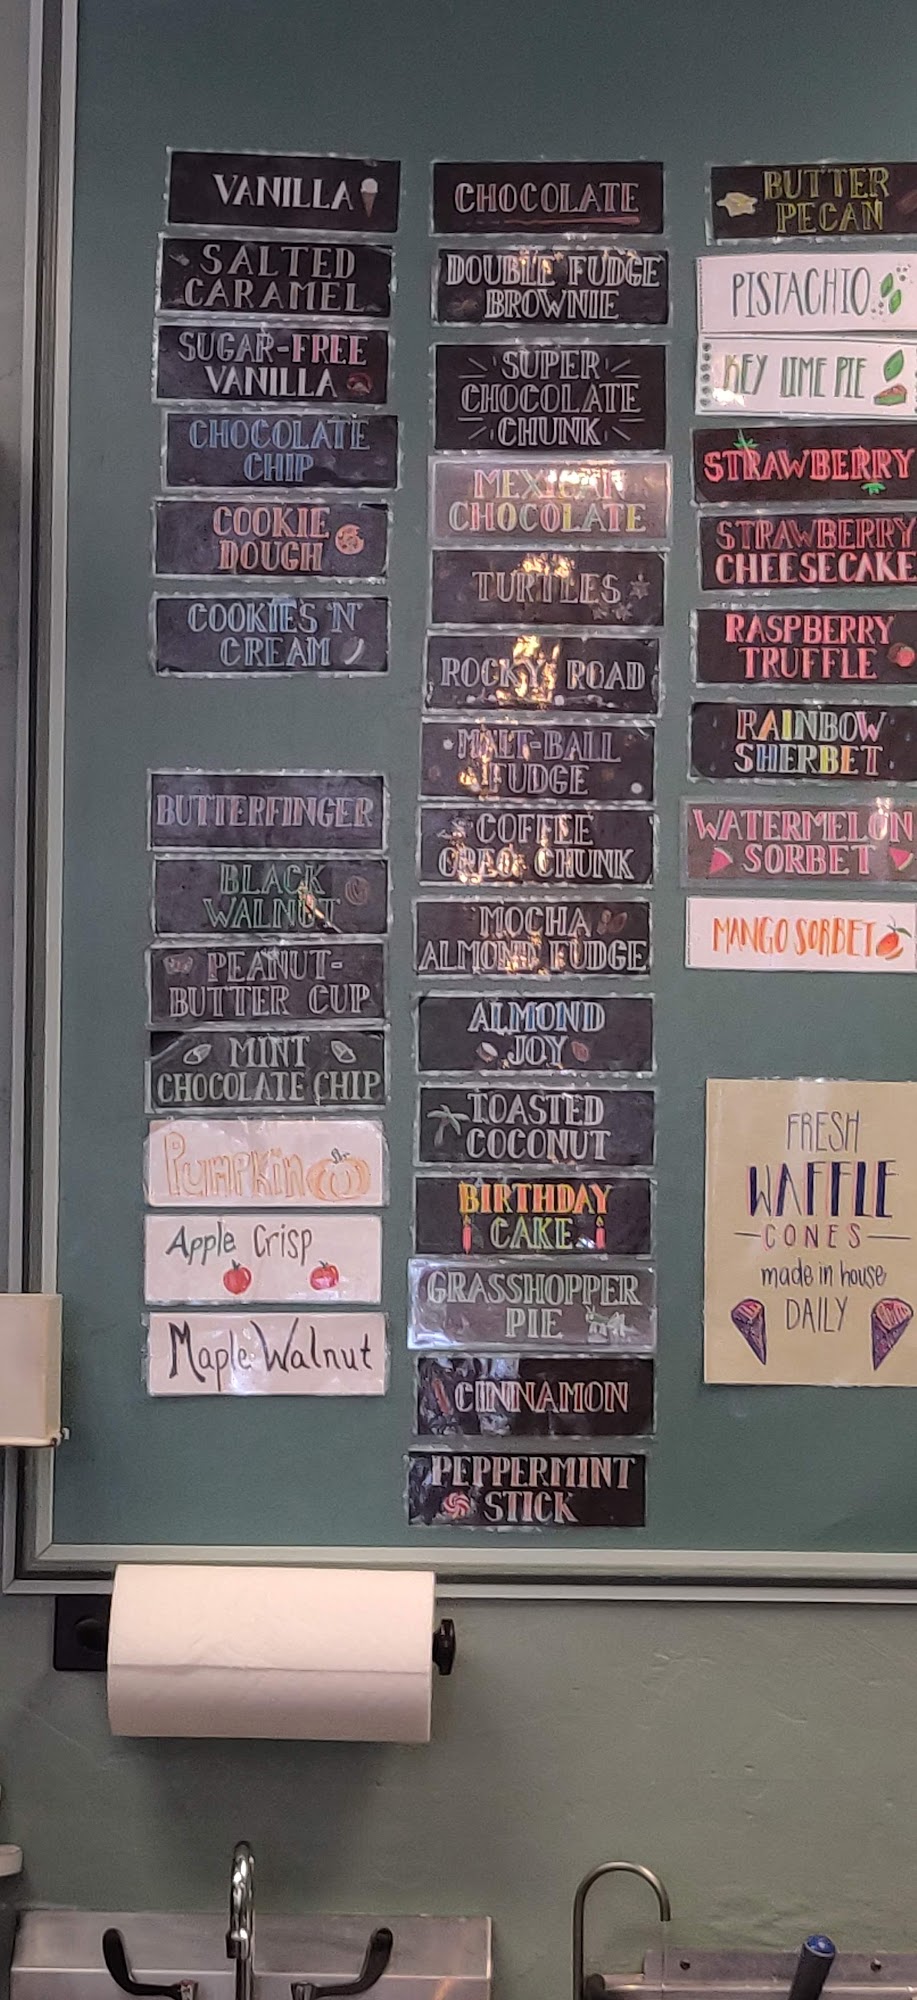 VANILLA
SALTED
CARAMEL
SUGAR-FREE
VANILLA
CHOCOLATE
CHIP
COOKIE
DOUGH
COOKIES 'N'
CREAM
BUTTERFINGER
BLACK
WALNUT
PEANUT-
BUTTER CUP
MINT
CHOCOLATE CHIP
PUMPKin
Apple Crisp
Maple Walnut
CHOCOLATE
DOUBLE FUDGE
BROWNIE
SUPER
CHOCOLATE
CHUNK
MEXICAN
CHOCOLATE
TURTLES
ROCKY ROAD
MALT-BALL
FUDGE
COFFEE
OREO CHUNK
MOCHA
ALMOND FUDGE
ALMOND
JOY
TOASTED
COCONUT
BIRTHDAY
CAKE
GRASSHOPPER
PIE
CINNAMON
PEPPERMINT
STICK
BUTTER
PECAN
PISTACHIO
KEY LIME PIE
STRAWBERRY
STRAWBERRY
CHEESECAKE
RASPBERRY
TRUFFLE
RAINBOW
SHERBET
WATERMELON
SORBET
MANGO SORBET
FRESH
WAFFLE
CONES
made in house
DAILY